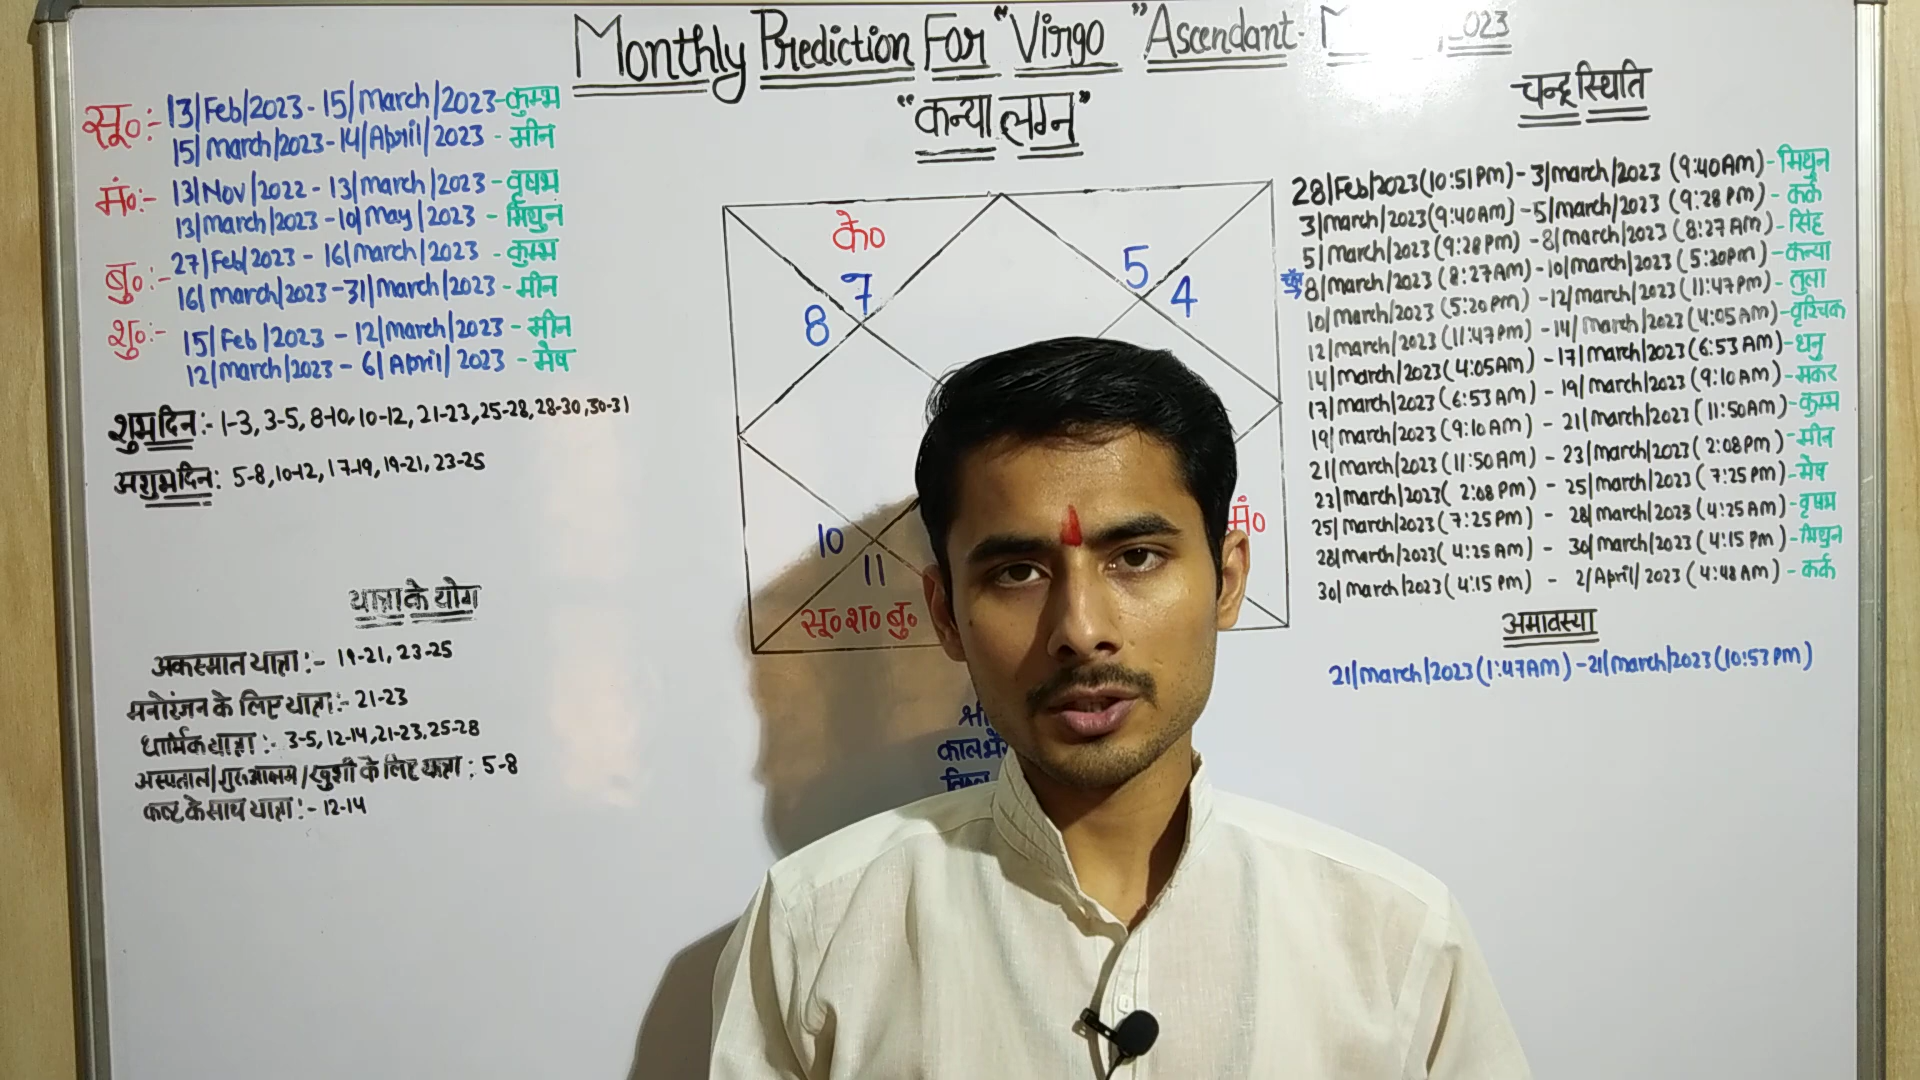 Monthly Prediction For "Virgo" Ascendant- 023
"कन्या लग्न"
सू०:- 13/Feb/2023 - 15/March/2023 - कुम्भ
15/March/2023 - 14/April/2023 - मीन
मं०:- 13/Nov/2022 - 13/March/2023 - वृषभ
13/March/2023 - 10/May/2023 - मिथुन
बु०:- 27/Feb/2023 - 16/March/2023 - कुम्भ
16/March/2023 - 31/March/2023 - मीन
शु०:- 15/Feb/2023 - 12/March/2023 - मीन
12/March/2023 - 6/April/2023 - मेष
शुभ दिन:- 1-3, 3-5, 8-10, 10-12, 21-23, 25-28, 28-30, 30-31
अशुभ दिन: 5-8, 10-12, 17-19, 19-21, 23-25
यात्रा के योग
अकस्मात यात्रा:- 19-21, 23-25
मनोरंजन के लिए यात्रा:- 21-23
धार्मिक यात्रा:- 3-5, 12-14, 21-23, 25-28
अस्पताल/गुरुआलय/खुशी के लिए यात्रा: 5-8
कष्ट के साथ यात्रा:- 12-14
के०
7
8
5
4
10
11
सू० श० बु०
मं०
श्री
चन्द्र स्थिति
28/Feb/2023 (10:51 Pm) - 3/March/2023 (9:40 AM) - मिथुन
3/March/2023 (9:40 AM) - 5/March/2023 (9:28 PM) - कर्क
5/March/2023 (9:28 PM) - 8/March/2023 (8:27 AM) - सिंह
8/March/2023 (8:27 AM) - 10/March/2023 (5:20 PM) - कन्या
10/March/2023 (5:20 PM) - 12/March/2023 (11:47 PM) - तुला
12/March/2023 (11:47 PM) - 14/March/2023 (4:05 AM) - वृश्चिक
14/March/2023 (4:05 AM) - 17/March/2023 (6:53 AM) - धनु
17/March/2023 (6:53 AM) - 19/March/2023 (9:10 AM) - मकर
19/March/2023 (9:10 AM) - 21/March/2023 (11:50 AM) - कुम्भ
21/March/2023 (11:50 AM) - 23/March/2023 (2:08 PM) - मीन
23/March/2023 (2:08 PM) - 25/March/2023 (7:25 PM) - मेष
25/March/2023 (7:25 PM) - 28/March/2023 (4:25 AM) - वृषभ
28/March/2023 (4:25 AM) - 30/March/2023 (4:15 PM) - मिथुन
30/March/2023 (4:15 PM) - 2/April/2023 (4:48 AM) - कर्क
अमावस्या
21/March/2023 (1:47 AM) - 21/March/2023 (10:53 PM)